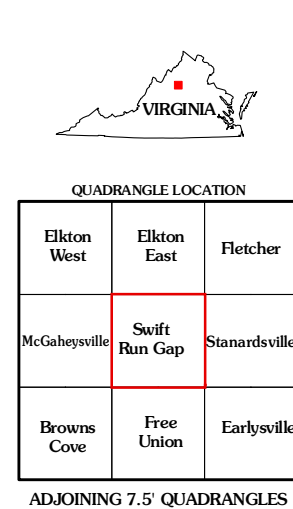 VIRGINIA
QUADRANGLE LOCATION
Elkton
West
Elkton
East
Fletcher
McGaheysville
Swift
Run Gap
Stanardsville
Browns
Cove
Free
Union
Earlysville
ADJOINING 7.5' QUADRANGLES